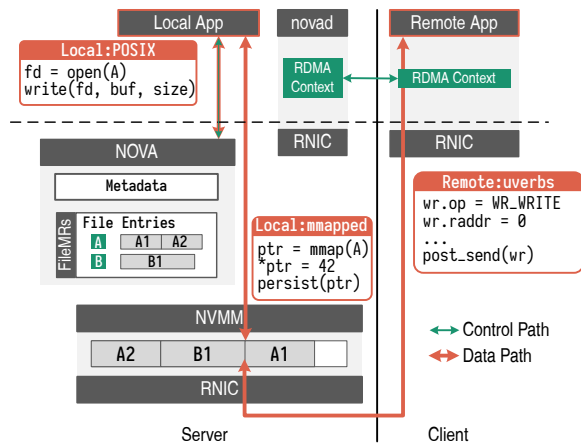 Local App
novad
Remote App
Local:POSIX
fd = open(A)
write(fd, buf, size)
RDMA
Context
RDMA Context
NOVA
RNIC
RNIC
Metadata
FileMRs
File Entries
A
A1
A2
B
B1
Local:mmapped
ptr = mmap(A)
*ptr = 42
persist(ptr)
Remote:uverbs
wr.op = WR_WRITE
wr.raddr = 0
...
post_send(wr)
NVMM
A2
B1
A1
RNIC
Control Path
Data Path
Server
Client